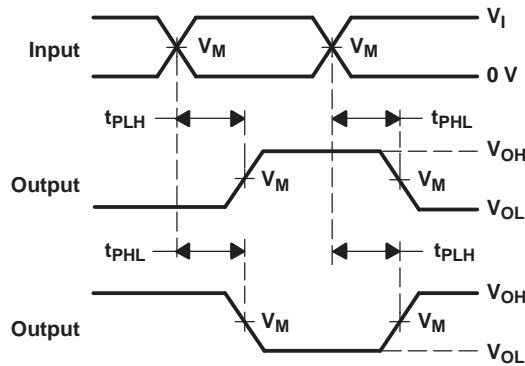 V_I
Input
V_M
V_M
0 V
t_PLH
t_PHL
V_OH
Output
V_M
V_M
V_OL
t_PHL
t_PLH
V_OH
Output
V_M
V_M
V_OL